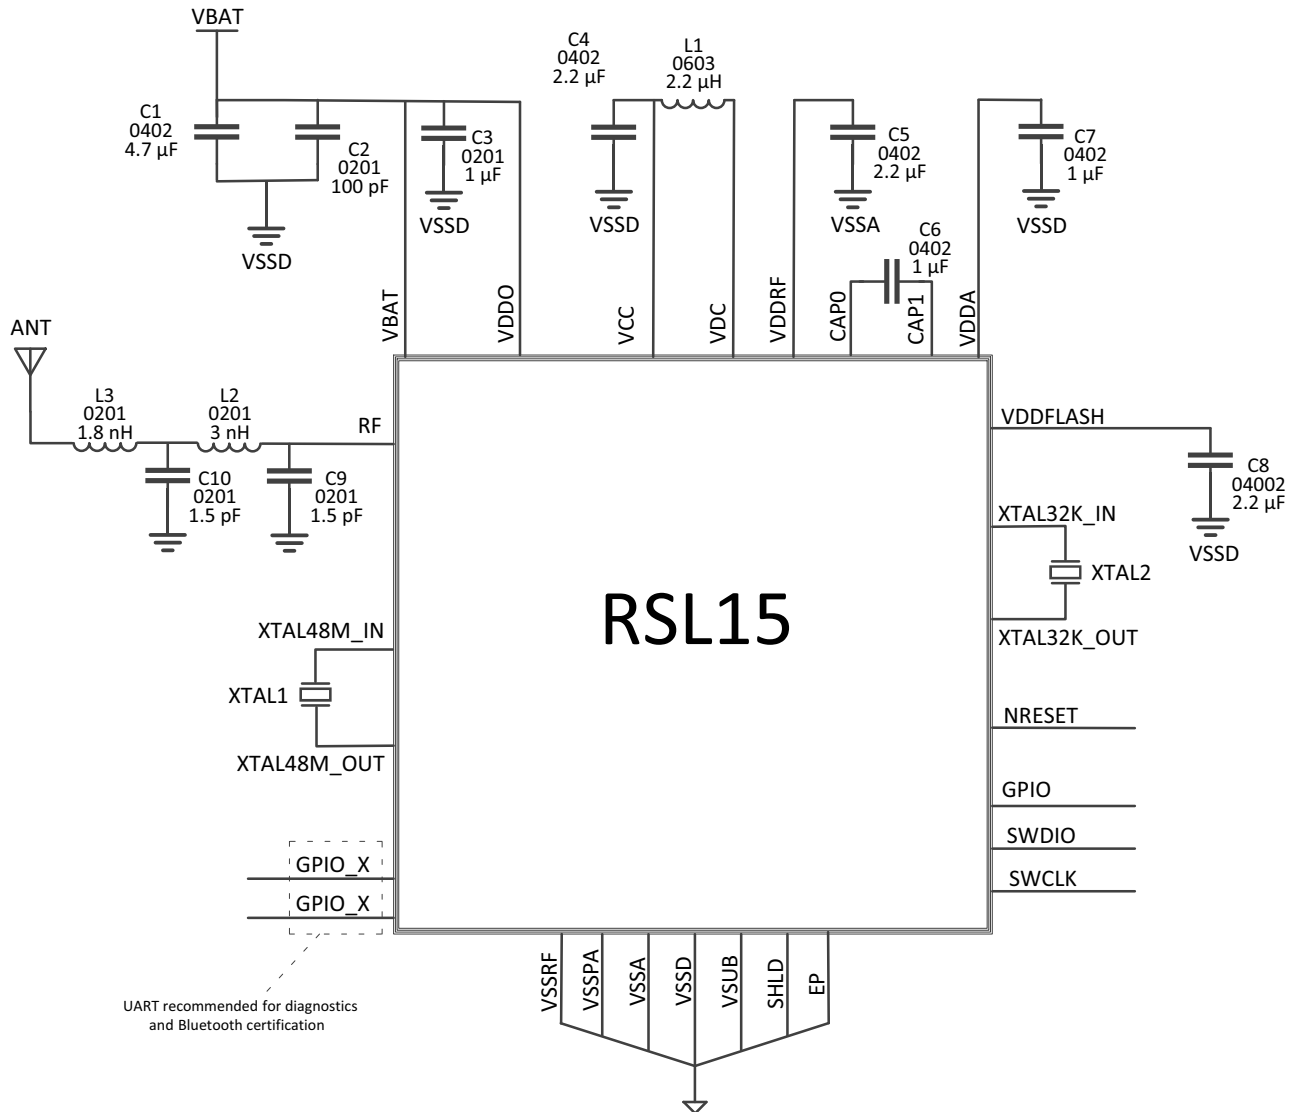 VBAT
C1
0402
4.7 µF
C2
0201
100 pF
VSSD
C3
0201
1 µF
VSSD
C4
0402
2.2 µF
VSSD
L1
0603
2.2 µH
C5
0402
2.2 µF
VSSA
C6
0402
1 µF
C7
0402
1 µF
VSSD
VBAT
VDDO
VCC
VDC
VDDRF
CAP0
CAP1
VDDA
ANT
L3
0201
1.8 nH
L2
0201
3 nH
RF
C10
0201
1.5 pF
C9
0201
1.5 pF
VDDFLASH
C8
04002
2.2 µF
VSSD
XTAL32K_IN
XTAL2
XTAL32K_OUT
RSL15
XTAL48M_IN
XTAL1
XTAL48M_OUT
NRESET
GPIO
SWDIO
SWCLK
GPIO_X
GPIO_X
UART recommended for diagnostics
and Bluetooth certification
VSSRF
VSSPA
VSSA
VSSD
VSUB
SHLD
EP